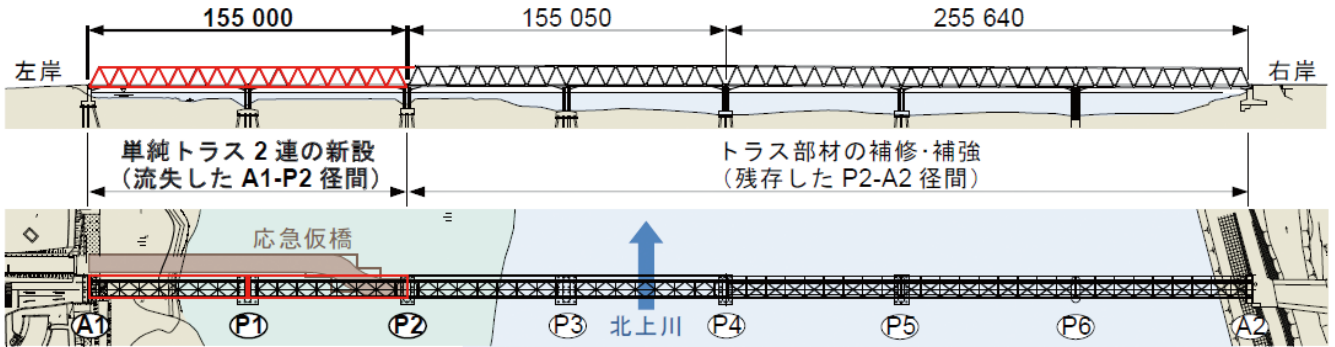 155 000
155 050
255 640
左岸
右岸
単純トラス 2 連の新設
（流失した A1-P2 径間）
トラス部材の補修･補強
（残存した P2-A2 径間）
応急仮橋
A1
P1
P2
P3
北上川
P4
P5
P6
A2